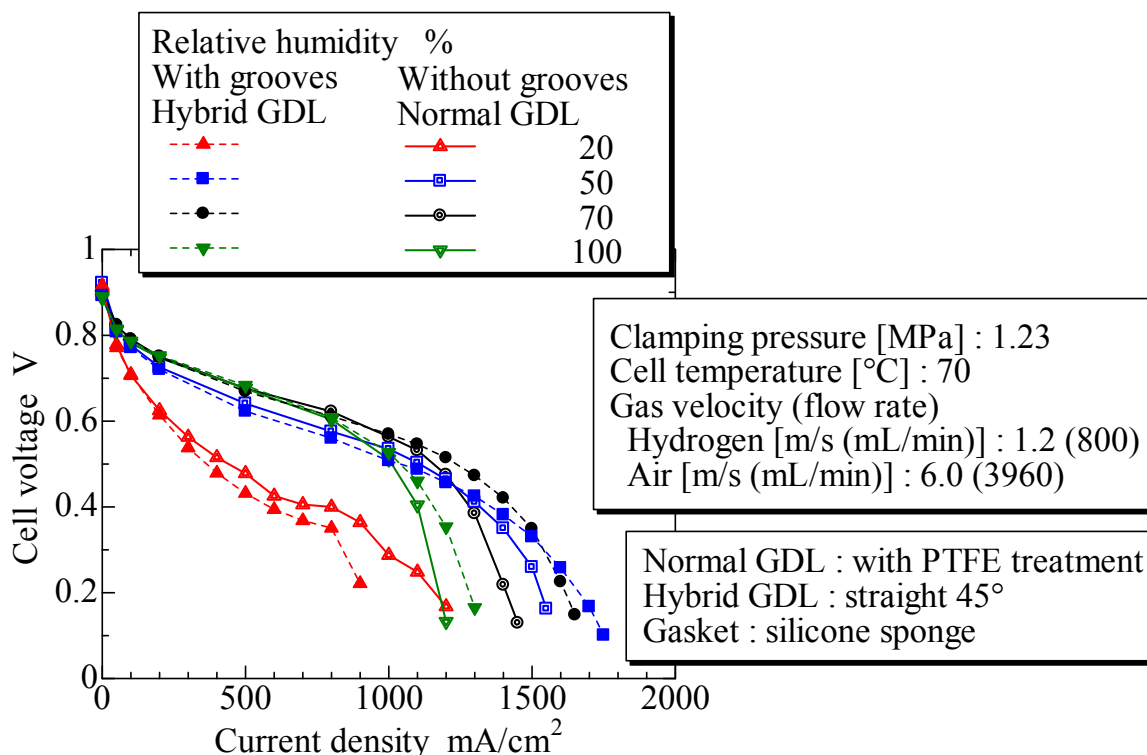 Relative humidity %
With grooves Without grooves
Hybrid GDL Normal GDL
20
50
70
100
1
0.8
0.6
0.4
0.2
0
Cell voltage V
0 500 1000 1500 2000
Current density mA/cm²
Clamping pressure [MPa] : 1.23
Cell temperature [°C] : 70
Gas velocity (flow rate)
Hydrogen [m/s (mL/min)] : 1.2 (800)
Air [m/s (mL/min)] : 6.0 (3960)
Normal GDL : with PTFE treatment
Hybrid GDL : straight 45°
Gasket : silicone sponge